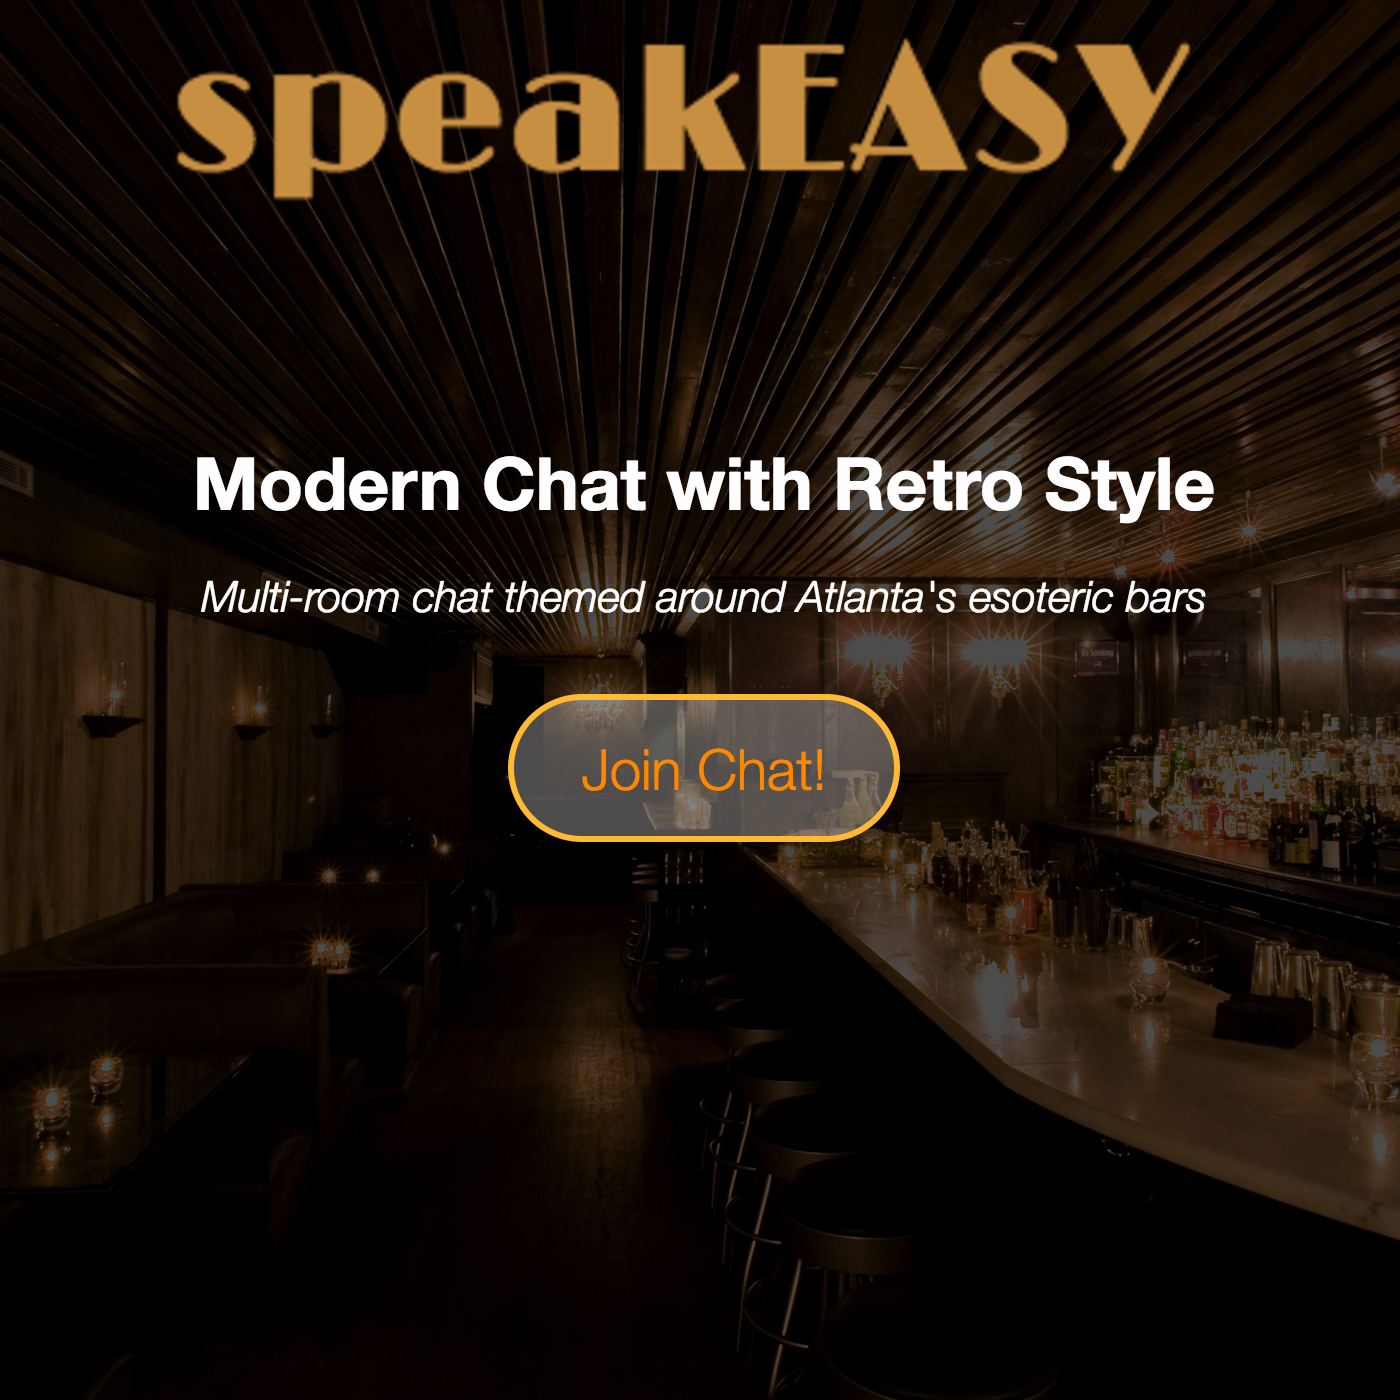 speakEASY
Modern Chat with Retro Style
Multi-room chat themed around Atlanta's esoteric bars
Join Chat!